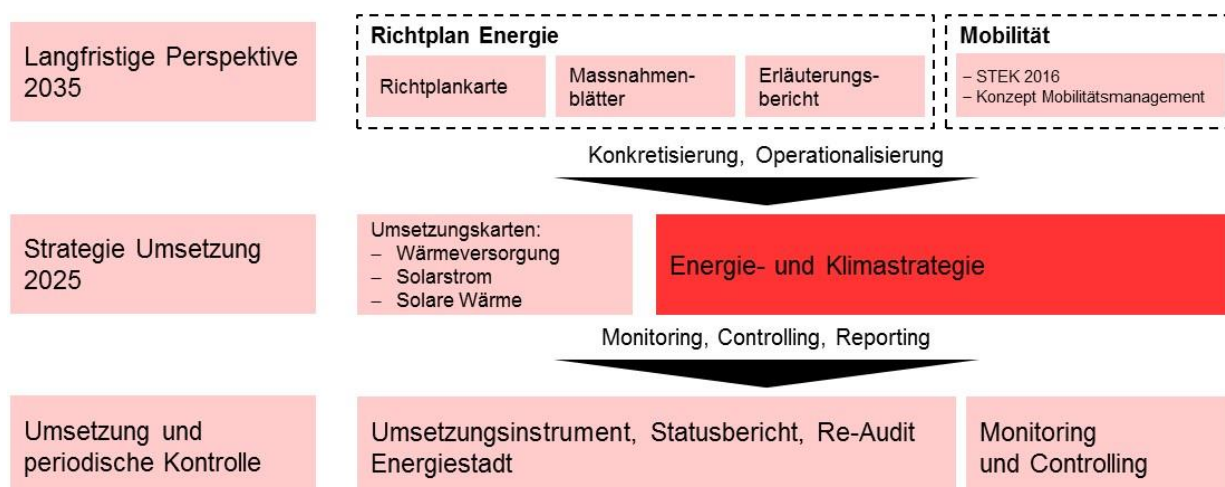 Langfristige Perspektive
2035
Richtplan Energie
Richtplankarte
Massnahmen-
blätter
Erläuterungs-
bericht
Mobilität
– STEK 2016
– Konzept Mobilitätsmanagement
Konkretisierung, Operationalisierung
Strategie Umsetzung
2025
Umsetzungskarten:
– Wärmeversorgung
– Solarstrom
– Solare Wärme
Energie- und Klimastrategie
Monitoring, Controlling, Reporting
Umsetzung und
periodische Kontrolle
Umsetzungsinstrument, Statusbericht, Re-Audit
Energiestadt
Monitoring
und Controlling